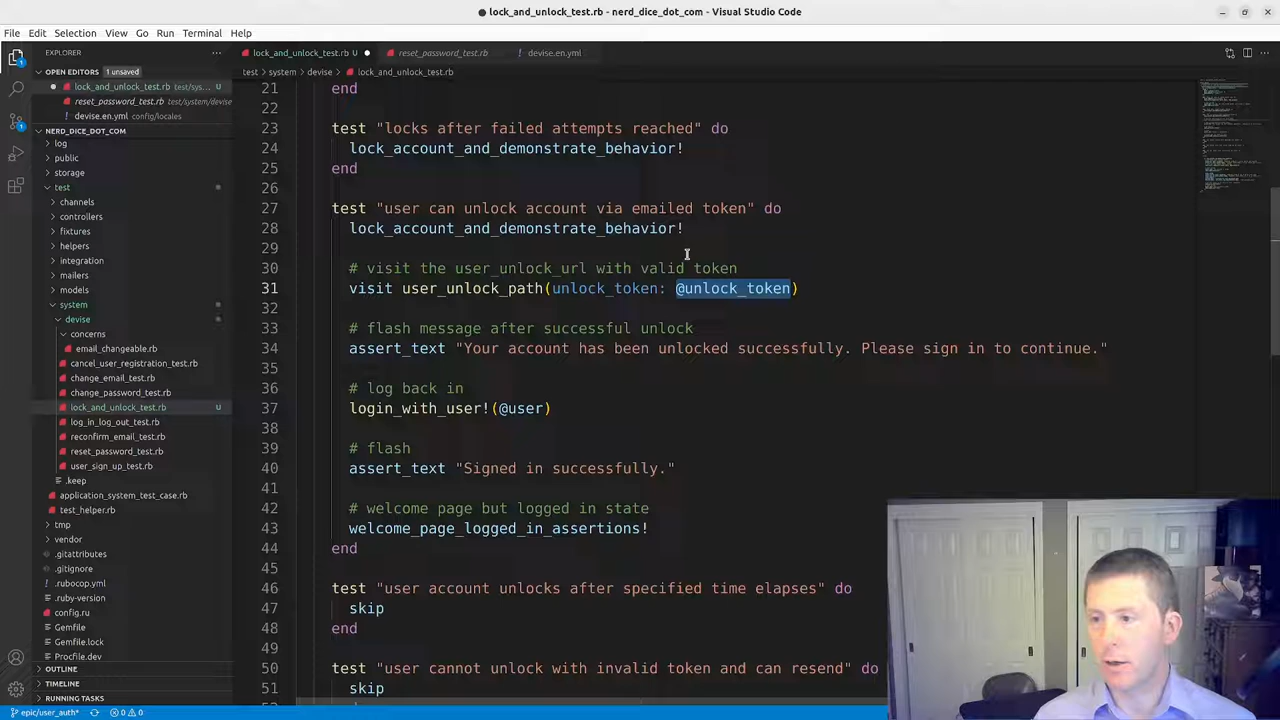 lock_and_unlock_test.rb - nerd_dice_dot_com - Visual Studio Code
File Edit Selection View Go Run Terminal Help
EXPLORER
lock_and_unlock_test.rb U
reset_password_test.rb
devise.en.yml
OPEN EDITORS 1 unsaved
test > system > devise > lock_and_unlock_test.rb
lock_and_unlock_test.rb test/sys... U
reset_password_test.rb test/system/devise
devise.en.yml config/locales
NERD_DICE_DOT_COM
log
public
storage
test
channels
controllers
fixtures
helpers
integration
mailers
models
system
devise
concerns
email_changeable.rb
cancel_user_registration_test.rb
change_email_test.rb
change_password_test.rb
lock_and_unlock_test.rb U
log_in_log_out_test.rb
reconfirm_email_test.rb
reset_password_test.rb
user_sign_up_test.rb
.keep
application_system_test_case.rb
test_helper.rb
tmp
vendor
.gitattributes
.gitignore
.rubocop.yml
.ruby-version
config.ru
Gemfile
Gemfile.lock
Procfile.dev
OUTLINE
TIMELINE
RUNNING TASKS
21 end
22
23 test "locks after failed attempts reached" do
24 lock_account_and_demonstrate_behavior!
25 end
26
27 test "user can unlock account via emailed token" do
28 lock_account_and_demonstrate_behavior!
29
30 # visit the user_unlock_url with valid token
31 visit user_unlock_path(unlock_token: @unlock_token)
32
33 # flash message after successful unlock
34 assert_text "Your account has been unlocked successfully. Please sign in to continue."
35
36 # log back in
37 login_with_user!(@user)
38
39 # flash
40 assert_text "Signed in successfully."
41
42 # welcome page but logged in state
43 welcome_page_logged_in_assertions!
44 end
45
46 test "user account unlocks after specified time elapses" do
47 skip
48 end
49
50 test "user cannot unlock with invalid token and can resend" do
51 skip
epic/user_auth* 0 0